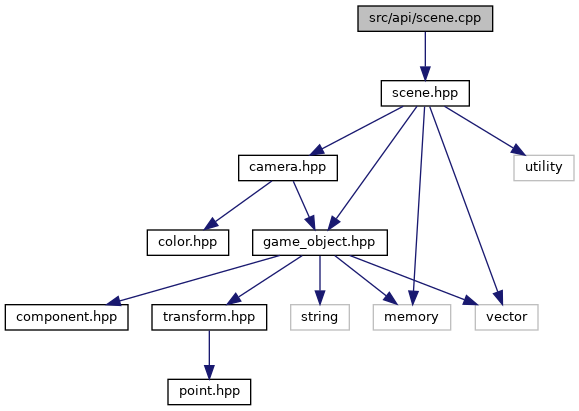 src/api/scene.cpp
scene.hpp
camera.hpp
utility
color.hpp
game_object.hpp
component.hpp
transform.hpp
string
memory
vector
point.hpp